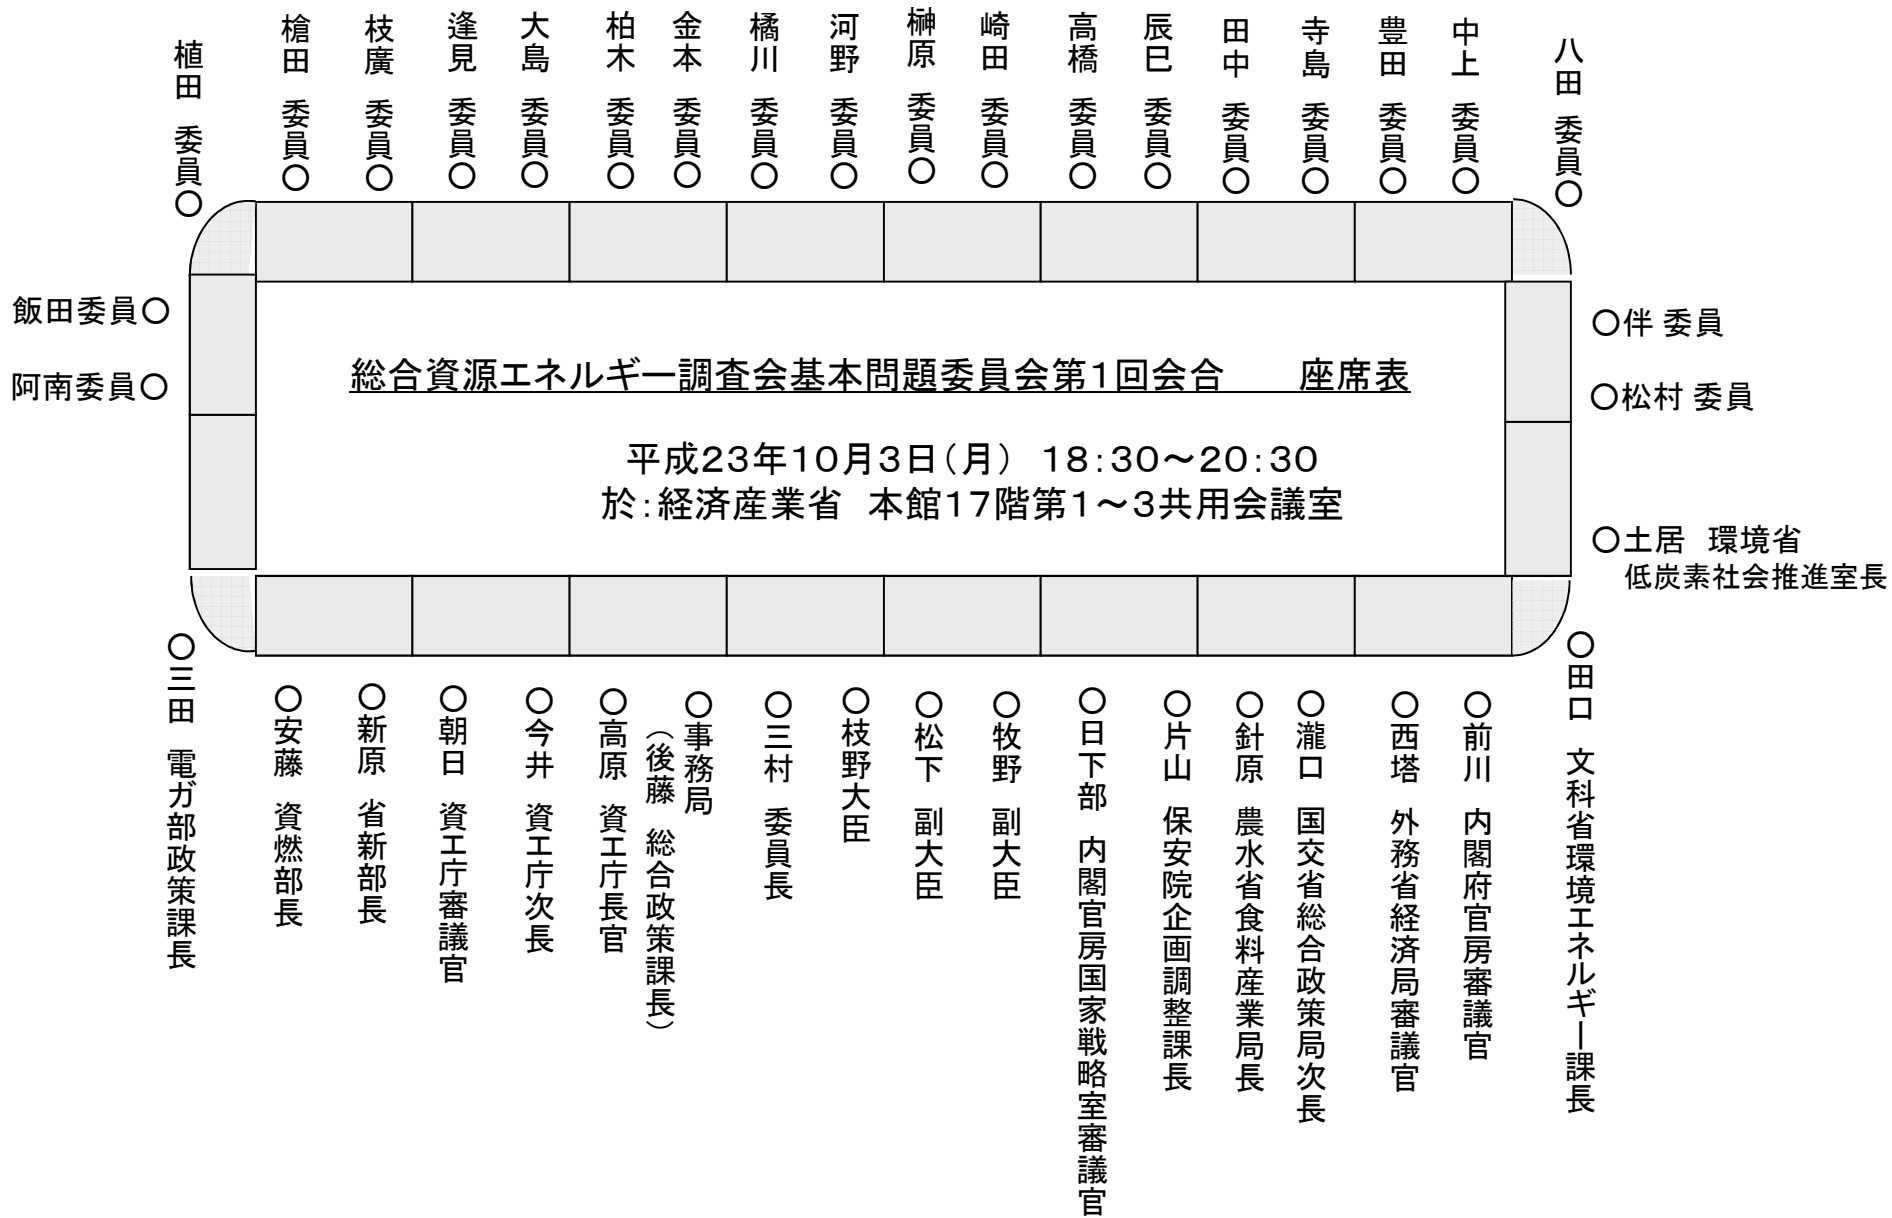 植田 委員○
槍田 委員○
枝廣 委員○
逢見 委員○
大島 委員○
柏木 委員○
金本 委員○
橘川 委員○
河野 委員○
榊原 委員○
崎田 委員○
高橋 委員○
辰巳 委員○
田中 委員○
寺島 委員○
豊田 委員○
中上 委員○
八田 委員○
飯田委員○
阿南委員○
総合資源エネルギー調査会基本問題委員会第1回会合　　座席表
平成23年10月3日(月) 18:30～20:30
於:経済産業省 本館17階第1～3共用会議室
○伴 委員
○松村 委員
○土居 環境省
低炭素社会推進室長
○三田 電ガ部政策課長
○安藤 資燃部長
○新原 省新部長
○朝日 資エ庁審議官
○今井 資エ庁次長
○高原 資エ庁長官
○事務局
(後藤 総合政策課長)
○三村 委員長
○枝野大臣
○松下 副大臣
○牧野 副大臣
○日下部 内閣官房国家戦略室審議官
○片山 保安院企画調整課長
○針原 農水省食料産業局長
○瀧口 国交省総合政策局次長
○西塔 外務省経済局審議官
○前川 内閣府官房審議官
○田口 文科省環境エネルギー課長